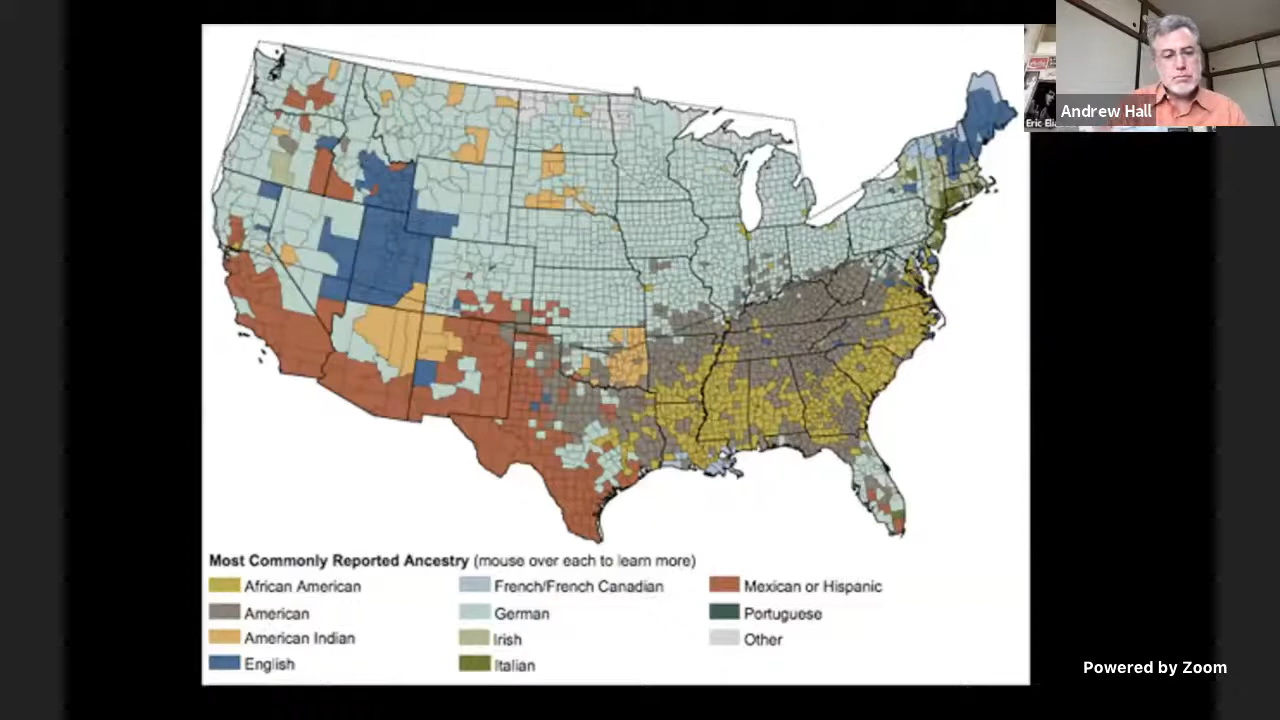 Andrew Hall
Most Commonly Reported Ancestry (mouse over each to learn more)
African American
French/French Canadian
Mexican or Hispanic
American
German
Portuguese
American Indian
Irish
Other
English
Italian
Powered by Zoom